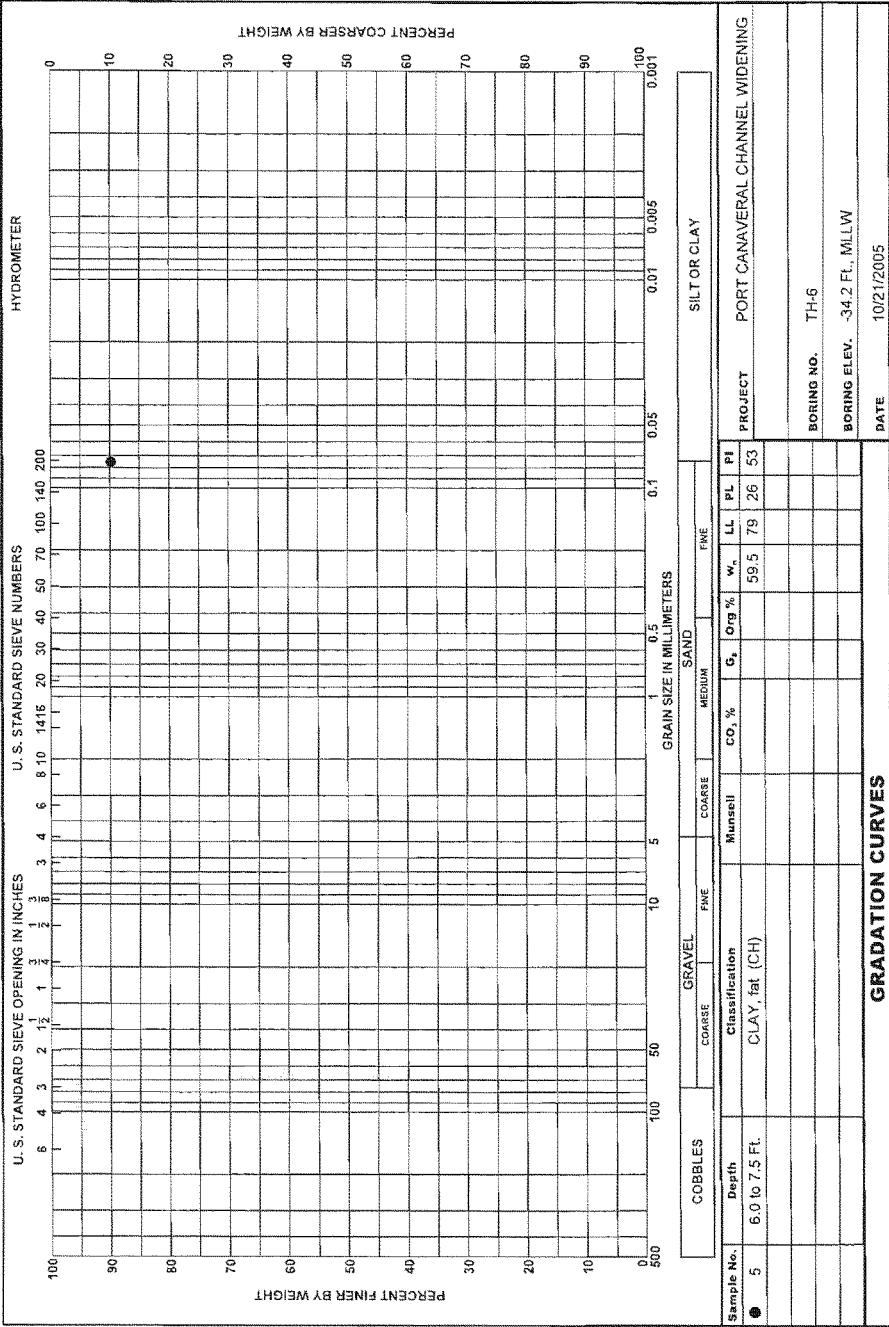 U. S. STANDARD SIEVE OPENING IN INCHES U. S. STANDARD SIEVE NUMBERS HYDROMETER
6 4 3 2 1 1/2 1 3/4 1/2 3/8 3 4 6 8 10 14 16 20 30 40 50 70 100 140 200
PERCENT FINER BY WEIGHT
100
90
80
70
60
50
40
30
20
10
0
PERCENT COARSER BY WEIGHT
0
10
20
30
40
50
60
70
80
90
100
500 100 50 10 5 1 0.5 0.1 0.05 0.01 0.005 0.001
GRAIN SIZE IN MILLIMETERS
COBBLES GRAVEL SAND SILT OR CLAY
COARSE FINE COARSE MEDIUM FINE
Sample No. Depth Classification Munsell CO3 % Gs Org % wn LL PL PI
● 5 6.0 to 7.5 Ft. CLAY, fat (CH) 59.5 79 26 53
PROJECT PORT CANAVERAL CHANNEL WIDENING
BORING NO. TH-6
BORING ELEV. -34.2 Ft., MLLW
DATE 10/21/2005
GRADATION CURVES